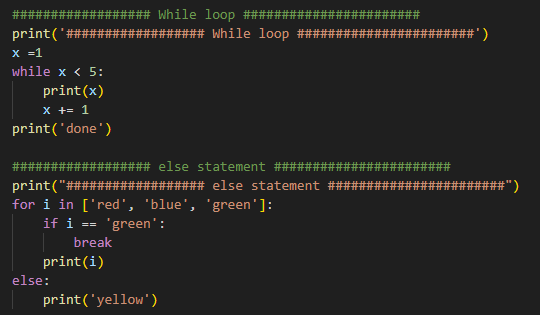 ################## While loop #######################
print('################## While loop #######################')
x =1
while x < 5:
    print(x)
    x += 1
print('done')

################## else statement #######################
print("################## else statement #######################")
for i in ['red', 'blue', 'green']:
    if i == 'green':
        break
    print(i)
else:
    print('yellow')